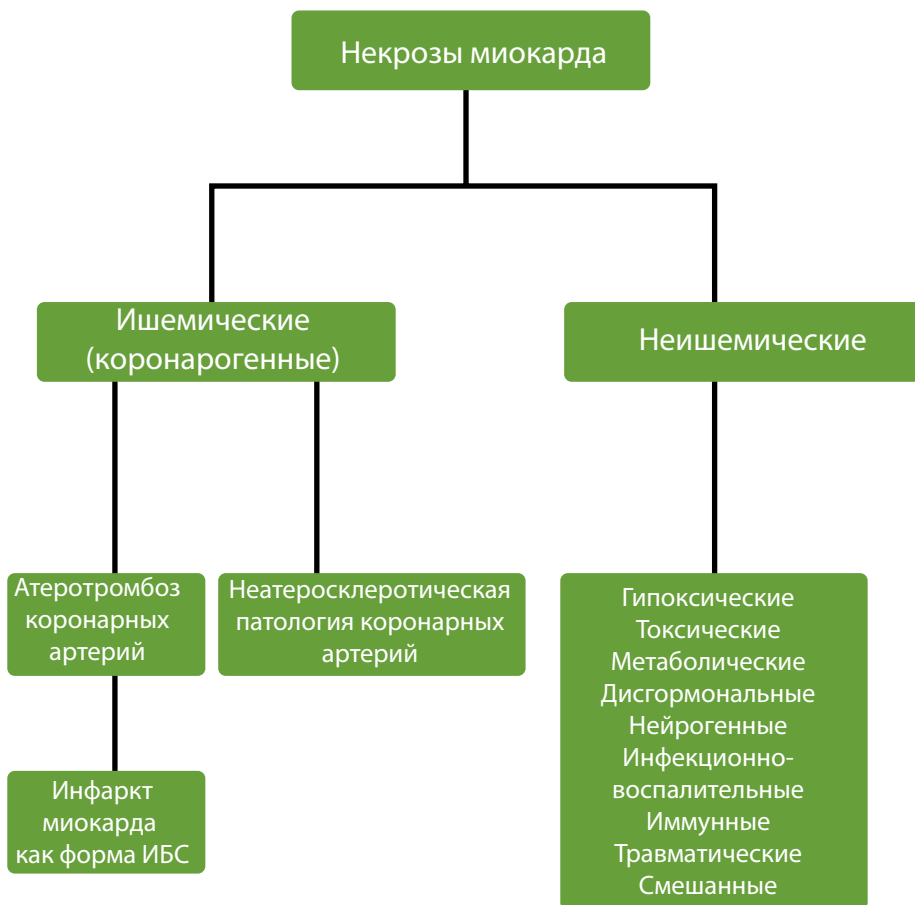 Некрозы миокарда
Ишемические
(коронарогенные)
Неишемические
Атеротромбоз
коронарных
артерий
Неатеросклеротическая
патология коронарных
артерий
Гипоксические
Токсические
Метаболические
Дисгормональные
Нейрогенные
Инфекционно-
воспалительные
Иммунные
Травматические
Смешанные
Инфаркт
миокарда
как форма ИБС